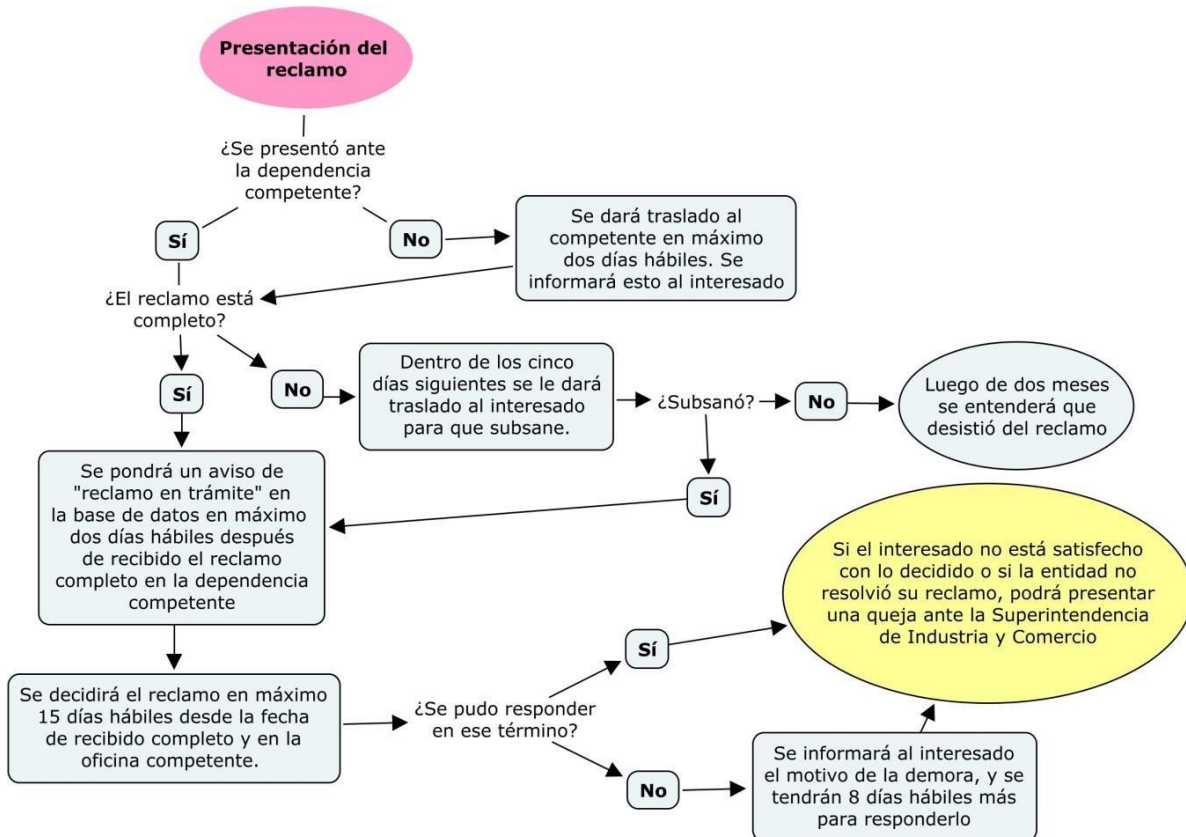 Presentación del
reclamo
¿Se presentó ante
la dependencia
competente?
Sí
No
Se dará traslado al
competente en máximo
dos días hábiles. Se
informará esto al interesado
¿El reclamo está
completo?
Sí
No
Dentro de los cinco
días siguientes se le dará
traslado al interesado
para que subsane.
¿Subsanó?
No
Luego de dos meses
se entenderá que
desistió del reclamo
Sí
Se pondrá un aviso de
"reclamo en trámite" en
la base de datos en máximo
dos días hábiles después
de recibido el reclamo
completo en la dependencia
competente
Se decidirá el reclamo en máximo
15 días hábiles desde la fecha
de recibido completo y en la
oficina competente.
¿Se pudo responder
en ese término?
Sí
No
Se informará al interesado
el motivo de la demora, y se
tendrán 8 días hábiles más
para responderlo
Si el interesado no está satisfecho
con lo decidido o si la entidad no
resolvió su reclamo, podrá presentar
una queja ante la Superintendencia
de Industria y Comercio